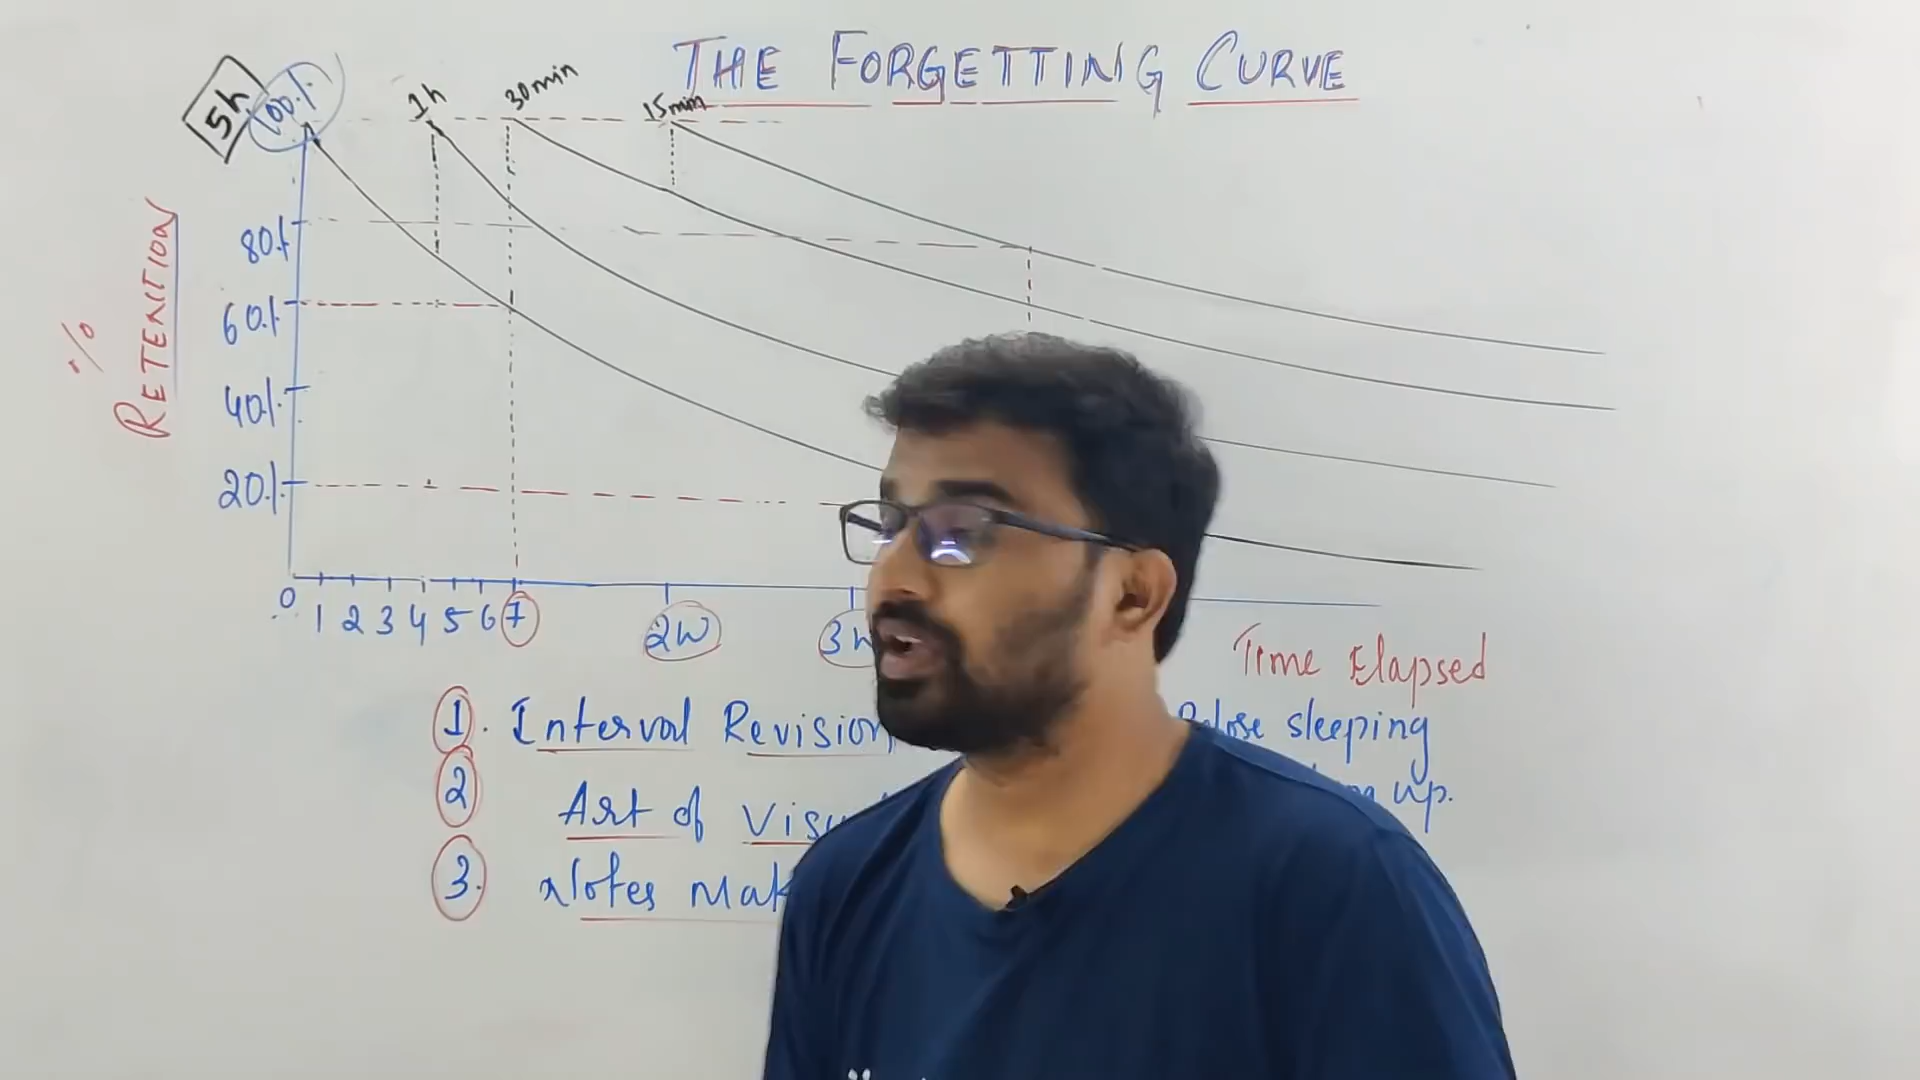 THE FORGETTING CURVE
5h 100% 1h 30min 15min
% RETENTION
80%
60%
40%
20%
0 1 2 3 4 5 6 7 2W 3
Time Elapsed
1. Interval Revision sleeping
2 Art of up.
3. Notes